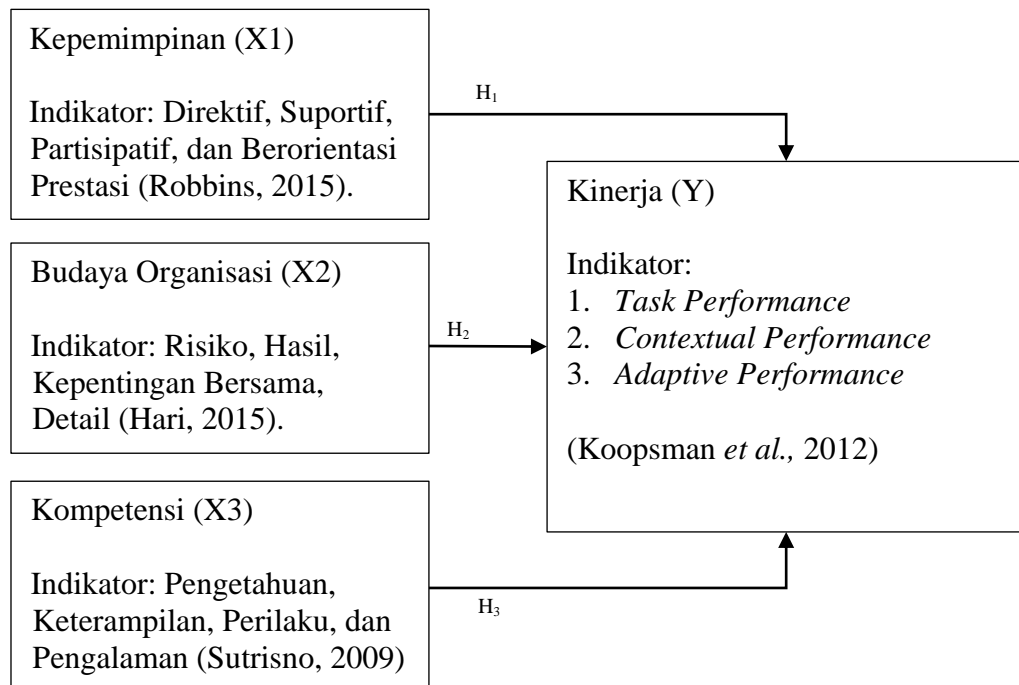 Kepemimpinan (X1)
Indikator: Direktif, Suportif,
Partisipatif, dan Berorientasi
Prestasi (Robbins, 2015).
H1
Budaya Organisasi (X2)
Indikator: Risiko, Hasil,
Kepentingan Bersama,
Detail (Hari, 2015).
H2
Kompetensi (X3)
Indikator: Pengetahuan,
Keterampilan, Perilaku, dan
Pengalaman (Sutrisno, 2009)
H3
Kinerja (Y)
Indikator:
1. Task Performance
2. Contextual Performance
3. Adaptive Performance
(Koopsman et al., 2012)